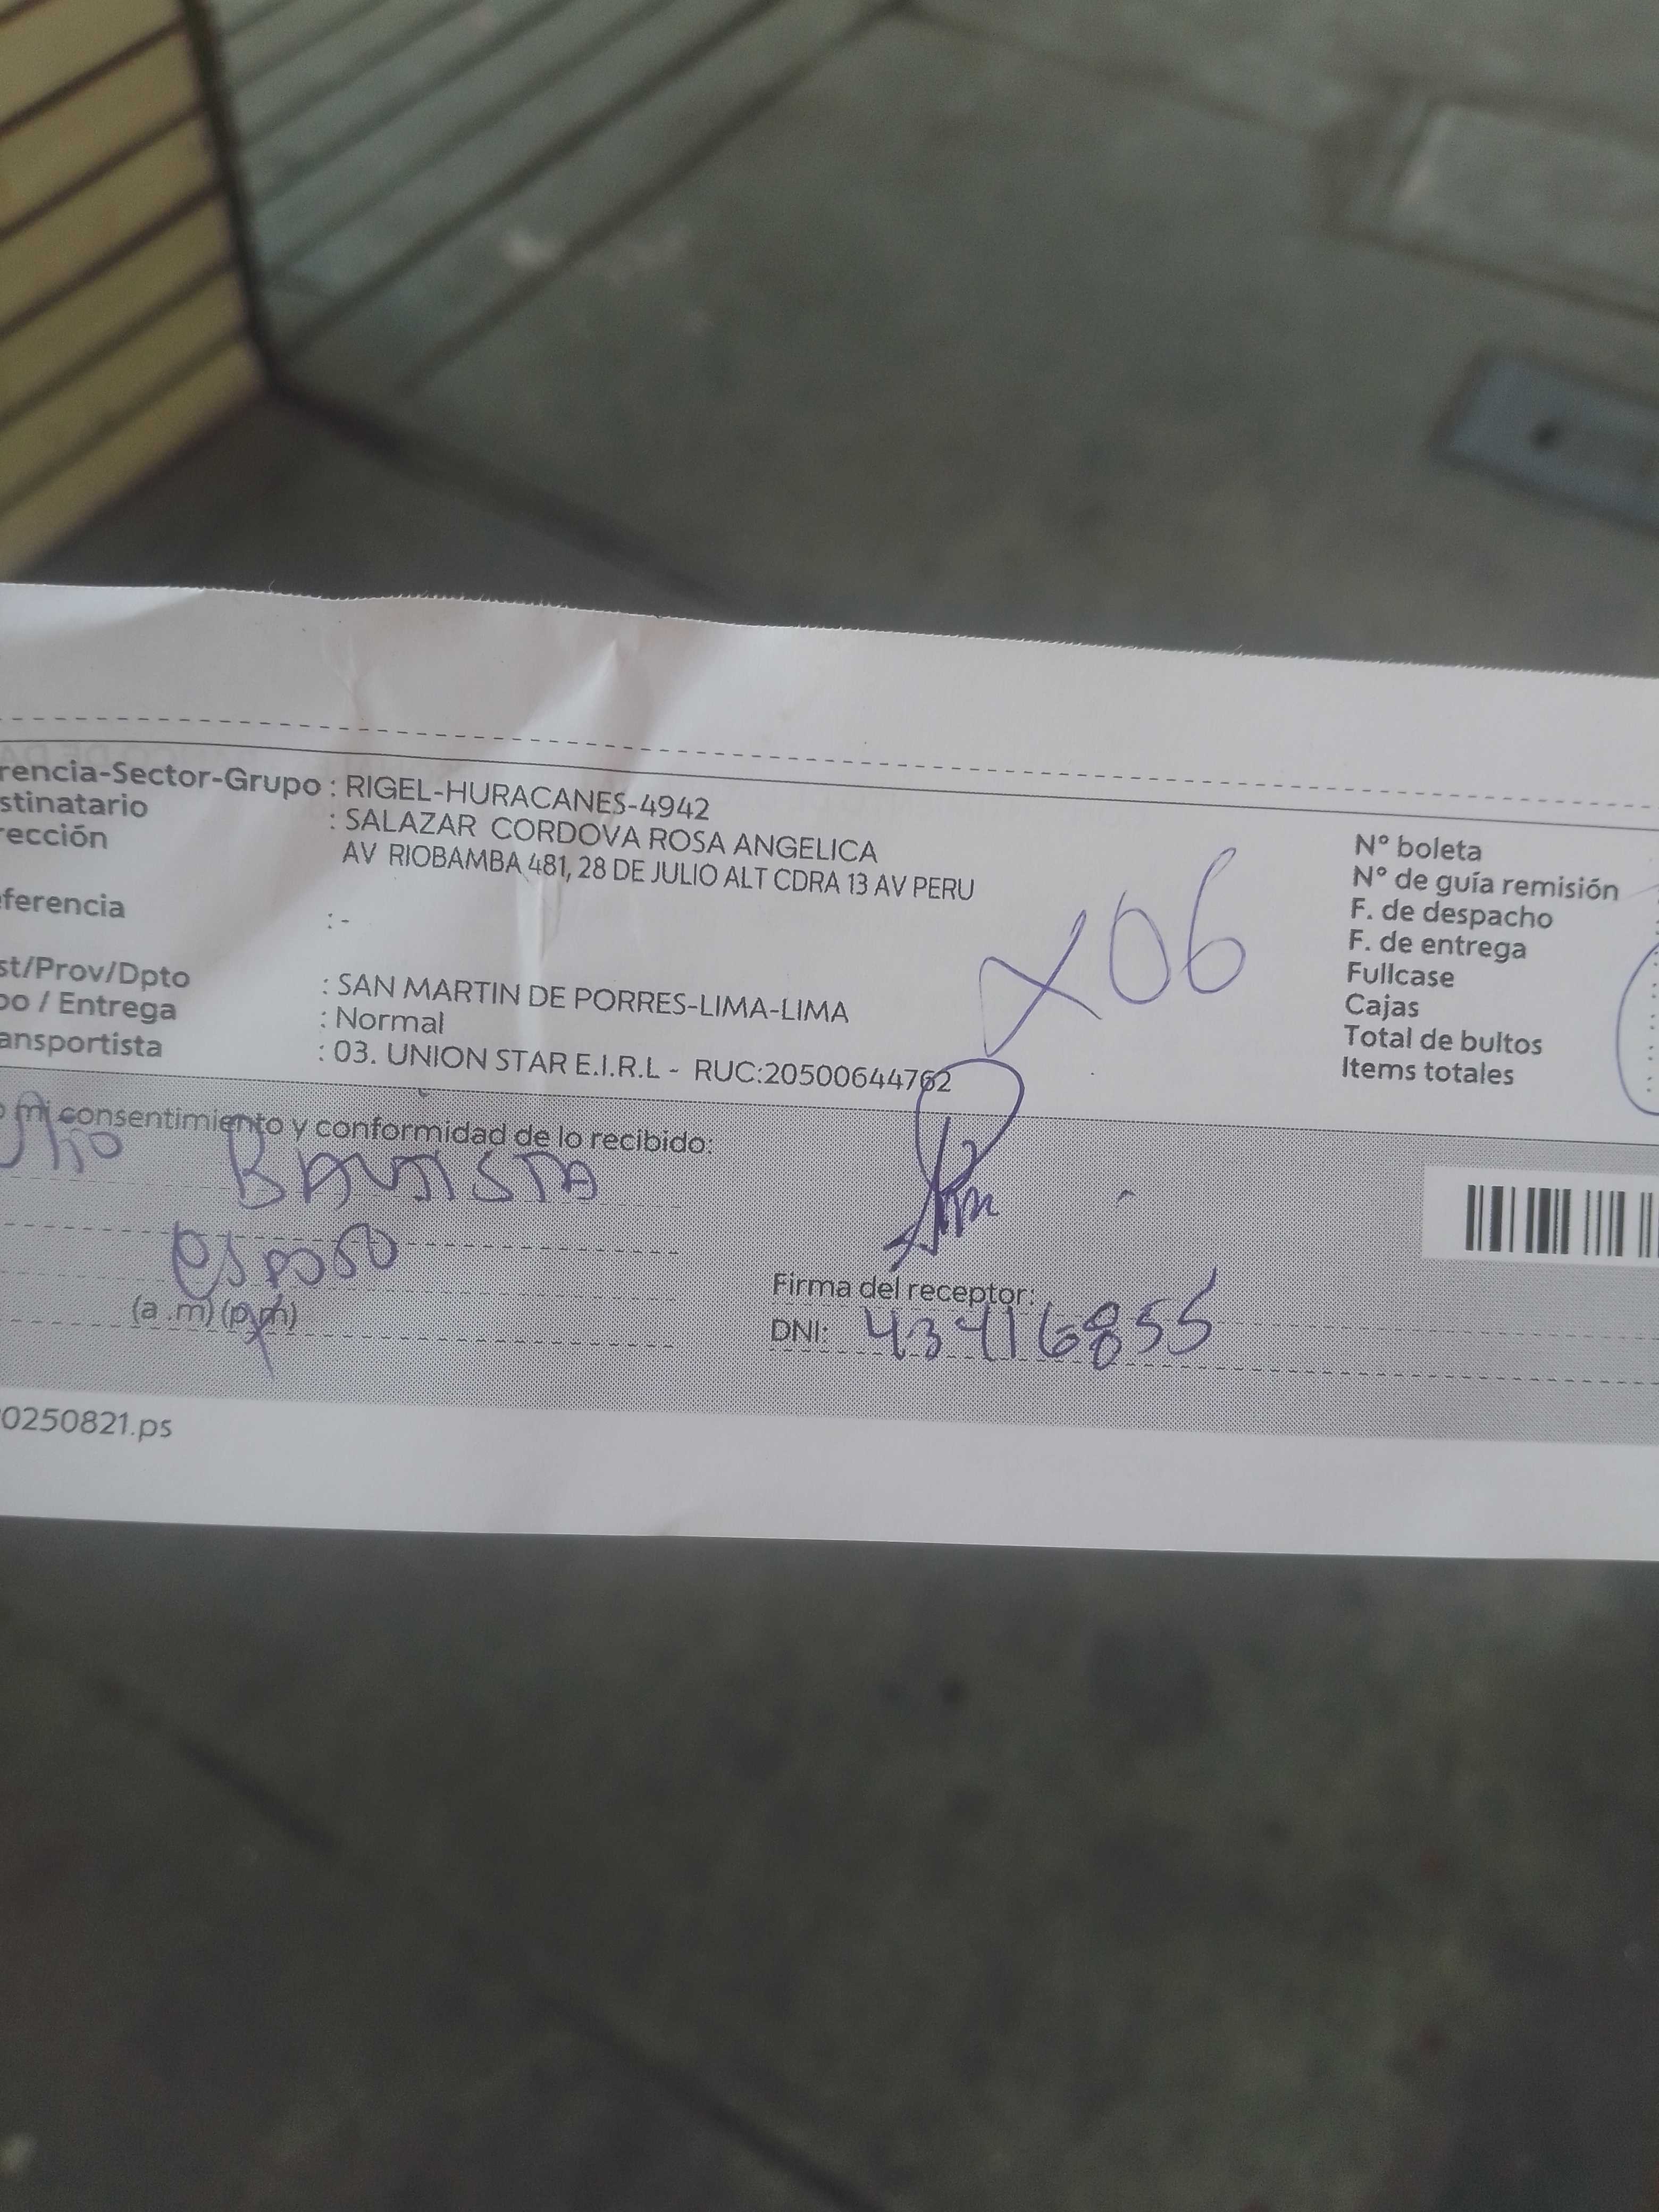 rencia-Sector-Grupo : RIGEL-HURACANES-4942
stinatario : SALAZAR CORDOVA ROSA ANGELICA
rección AV RIOBAMBA 481, 28 DE JULIO ALT CDRA 13 AV PERU
ferencia : -
x06
st/Prov/Dpto : SAN MARTIN DE PORRES-LIMA-LIMA
po / Entrega : Normal
ansportista : 03. UNION STAR E.I.R.L - RUC:20500644762
N° boleta
N° de guía remisión
F. de despacho
F. de entrega
Fullcase
Cajas
Total de bultos
Items totales
o mi consentimiento y conformidad de lo recibido:
BAUTISTA
esposo
(a .m) (p.m)
Firma del receptor:
DNI: 43416855
0250821.ps